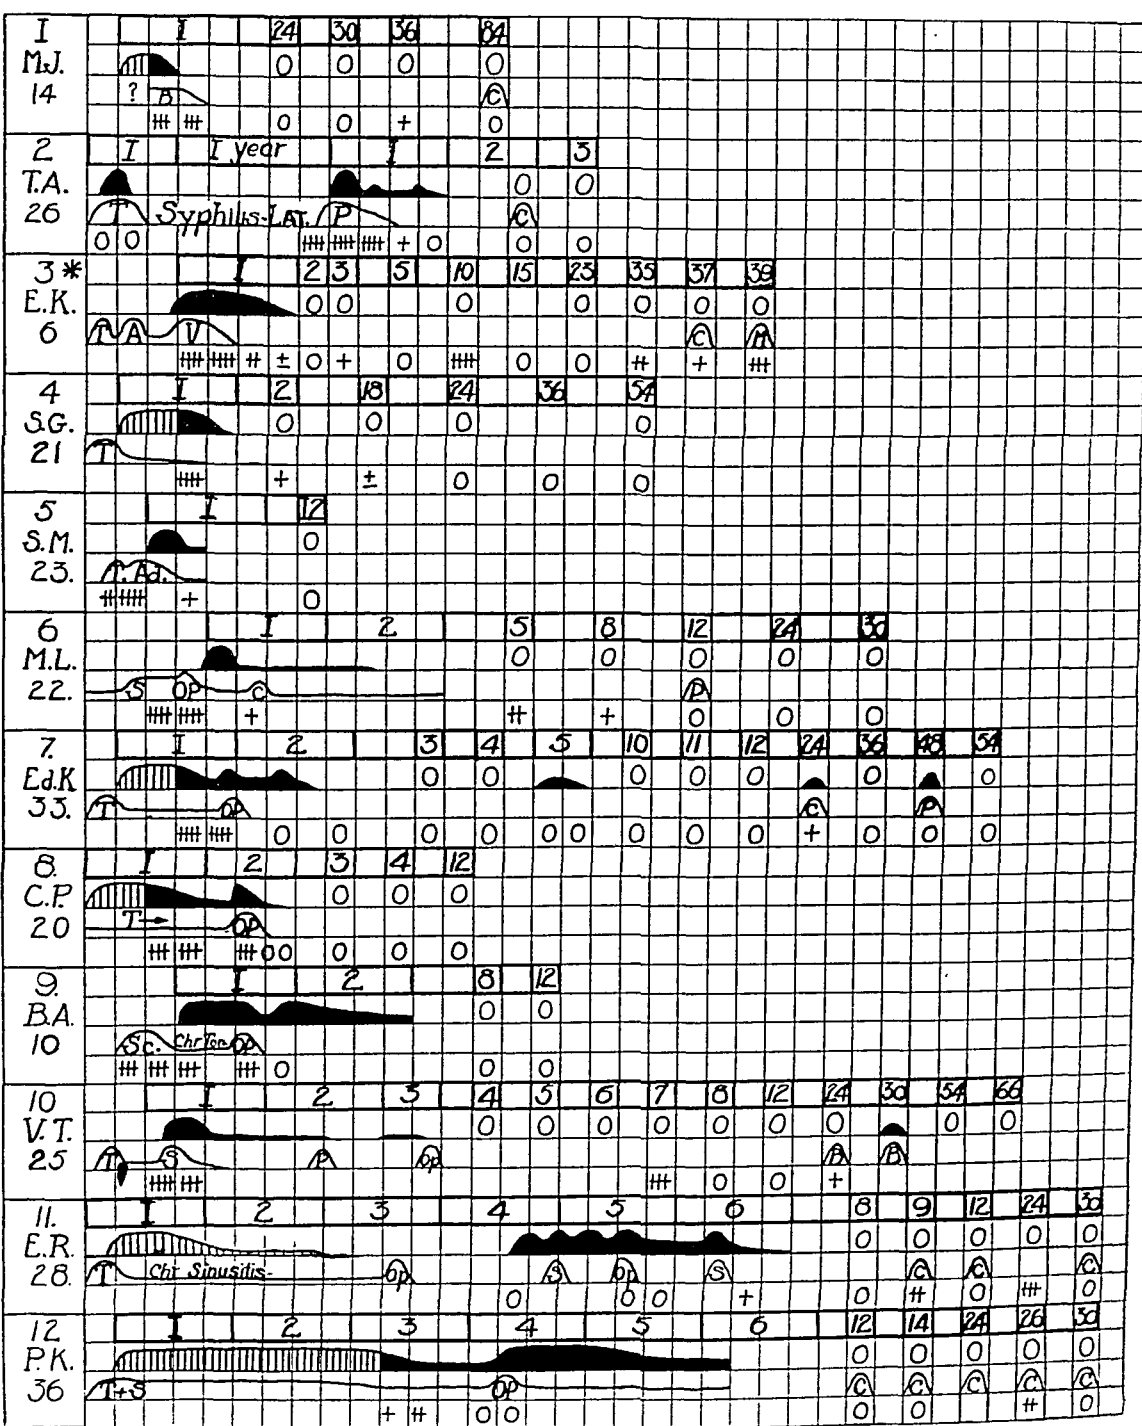 I I 24 30 36 84
M.J. O O O O
14 ? B C
卌 卌 O O + O
2 I I year I 2 3
T.A. O O
26 T Syphilis-LAT. P C
O O + O O O
3* I 2 3 5 10 15 23 35 37 39
E.K. O O O O O O O
6 T A V C
± O + O O O +
4 I 2 18 24 36 54
S.G. O O O O
21 T
+ ± O O O
5 I 12
S.M. O
23. T. Ad.
+ O
6 I 2 5 8 12 24 30
M.L. O O O O O
22. S OP C P
+ + O O O
7. I 2 3 4 5 10 11 12 24 36 48 54
Ed.K O O O O O O O
33. T OP C P
O O O O O O O O O + O O O
8. I 2 3 4 12
C.P. O O O
20 T→ OP
O O O O O
9. I 2 8 12
B.A. O O
10 Sc. Chr Ton OP
O O O
10 I 2 3 4 5 6 7 8 12 24 30 54 66
V.T. O O O O O O O O O
25 T S P Op B B
O O +
11. I 2 3 4 5 6 8 9 12 24 30
E.R. O O O O O
28. T Chr Sinusitis- Op S Op S C C C
O O O + O O O
12 I 2 3 4 5 6 12 14 24 26 30
P.K. O O O O O
36 T+S OP C C C C C
+ O O O O O